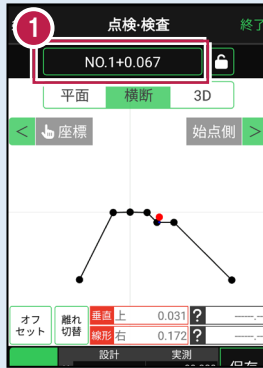 点検·検査 終了
1
NO.1+0.067
平面 横断 3D
< 座標 始点側 >
オフセット 離れ切替 垂直 上 0.031 ? -----.---
線形 右 0.172 ? -----.---
設計 実測
保存